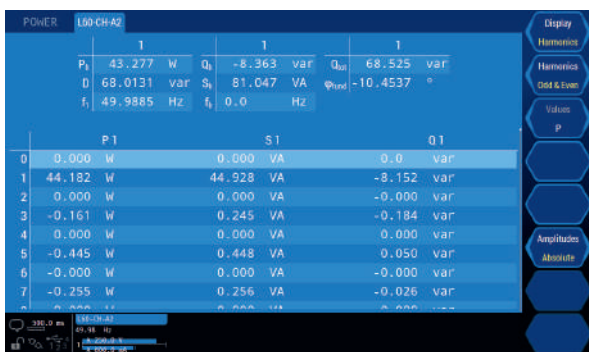 POWER L60-CH-A2
Display
Harmonics
1 1 1
Ph 43.277 W Qh -8.363 var Qtot 68.525 var
D 68.0131 var Sh 81.047 VA φfund -10.4537 °
f1 49.9885 Hz fh 0.0 Hz
Harmonics
Odd & Even
Values
P
P1 S1 Q1
0 0.000 W 0.000 VA 0.0 var
1 44.182 W 44.928 VA -8.152 var
2 0.000 W 0.000 VA -0.000 var
3 -0.161 W 0.245 VA -0.184 var
4 0.000 W 0.000 VA 0.000 var
5 -0.445 W 0.448 VA 0.050 var
6 -0.000 W 0.000 VA -0.000 var
7 -0.255 W 0.256 VA -0.026 var
Amplitudes
Absolute
L60-CH-A2
49.98 Hz
1